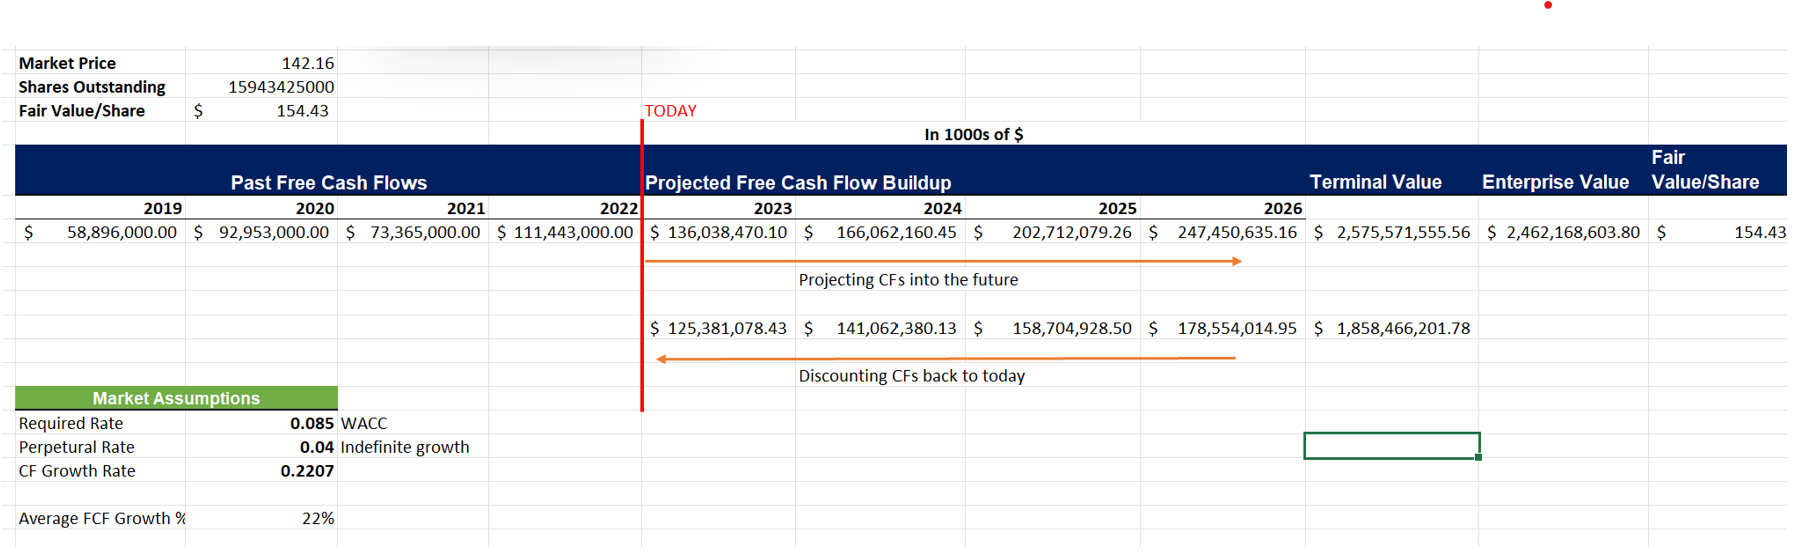 Market Price 142.16
Shares Outstanding 15943425000
Fair Value/Share $ 154.43
TODAY
In 1000s of $
Past Free Cash Flows Projected Free Cash Flow Buildup Terminal Value Enterprise Value Fair Value/Share
2019 2020 2021 2022 2023 2024 2025 2026
$ 58,896,000.00 $ 92,953,000.00 $ 73,365,000.00 $ 111,443,000.00 $ 136,038,470.10 $ 166,062,160.45 $ 202,712,079.26 $ 247,450,635.16 $ 2,575,571,555.56 $ 2,462,168,603.80 $ 154.43
Projecting CFs into the future
$ 125,381,078.43 $ 141,062,380.13 $ 158,704,928.50 $ 178,554,014.95 $ 1,858,466,201.78
Discounting CFs back to today
Market Assumptions
Required Rate 0.085 WACC
Perpetural Rate 0.04 Indefinite growth
CF Growth Rate 0.2207
Average FCF Growth % 22%